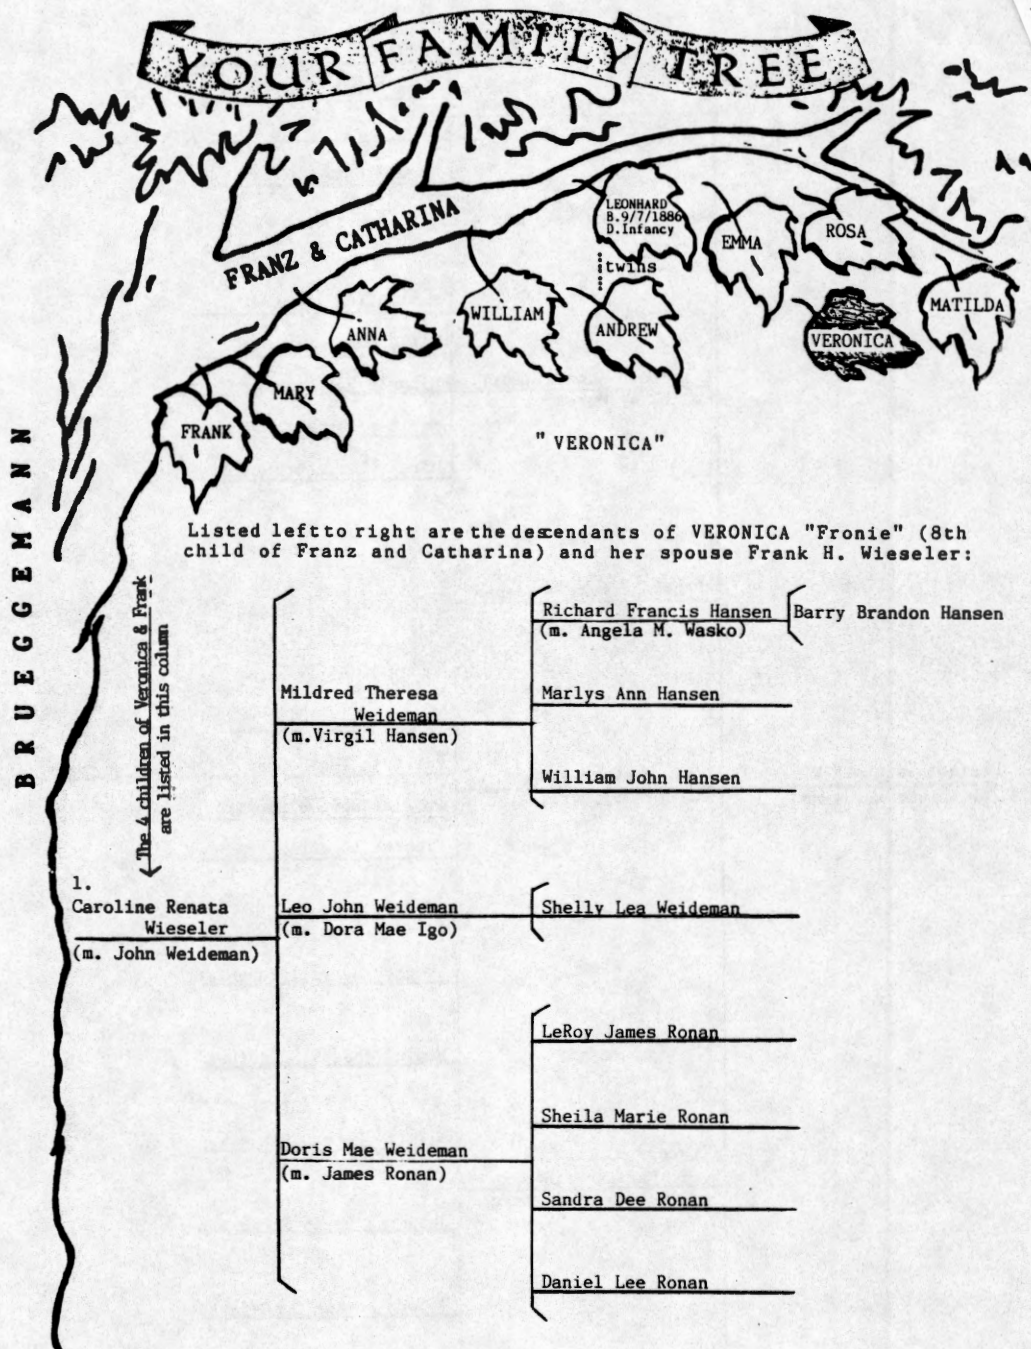 YOUR FAMILY TREE
FRANZ & CATHARINA
LEONHARD
B.9/7/1886
D.Infancy
twins
EMMA
ROSA
MATILDA
ANNA
WILLIAM
ANDREW
VERONICA
MARY
FRANK
"VERONICA"
BRUEGGEMANN
Listed left to right are the descendants of VERONICA "Fronie" (8th
child of Franz and Catharina) and her spouse Frank H. Wieseler:
The 4 children of Veronica & Frank
are listed in this column
Richard Francis Hansen
(m. Angela M. Wasko)
Barry Brandon Hansen
Mildred Theresa
Weideman
(m.Virgil Hansen)
Marlys Ann Hansen
William John Hansen
1.
Caroline Renata
Wieseler
(m. John Weideman)
Leo John Weideman
(m. Dora Mae Igo)
Shelly Lea Weideman
LeRoy James Ronan
Sheila Marie Ronan
Doris Mae Weideman
(m. James Ronan)
Sandra Dee Ronan
Daniel Lee Ronan